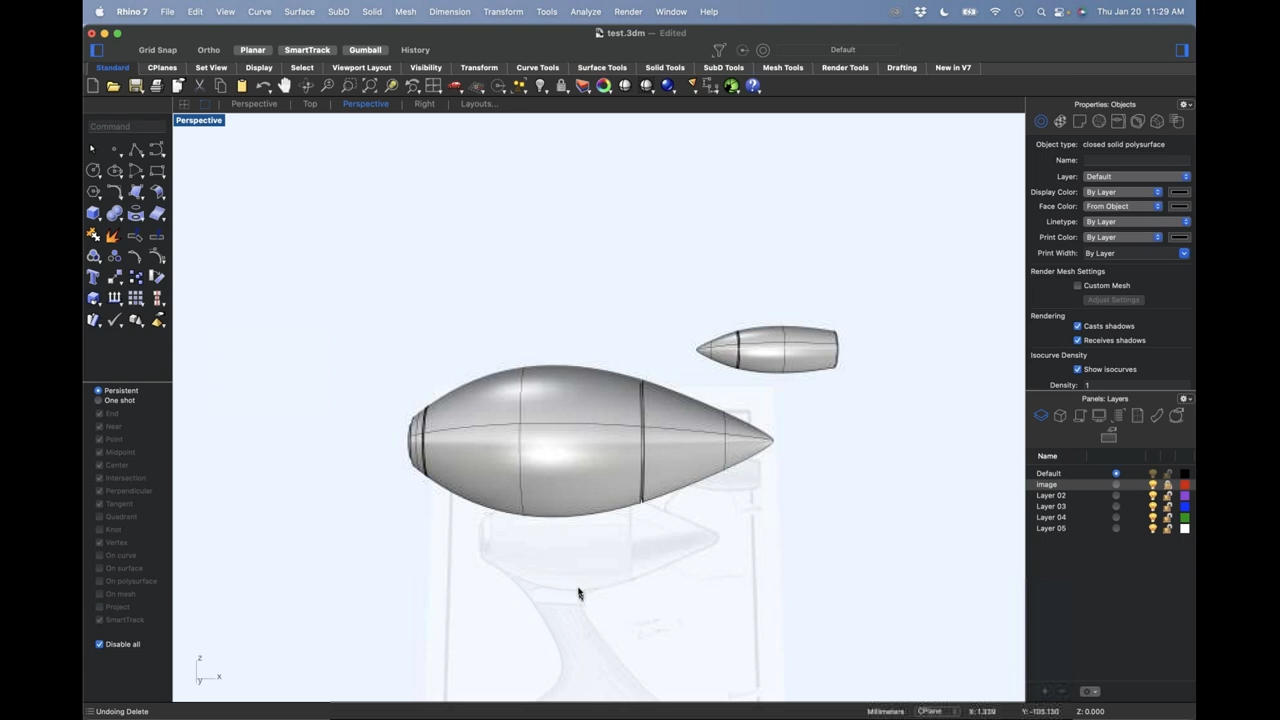 Rhino 7 File Edit View Curve Surface SubD Solid Mesh Dimension Transform Tools Analyze Render Window Help Thu Jan 20 11:29 AM
test.3dm — Edited
Grid Snap Ortho Planar SmartTrack Gumball History Default
Standard CPlanes Set View Display Select Viewport Layout Visibility Transform Curve Tools Surface Tools Solid Tools SubD Tools Mesh Tools Render Tools Drafting New in V7
Perspective Top Perspective Right Layouts...
Properties: Objects
Perspective
Command
Object type: closed solid polysurface
Name:
Layer: Default
Display Color: By Layer
Face Color: From Object
Linetype: By Layer
Print Color: By Layer
Print Width: By Layer
Render Mesh Settings
Custom Mesh
Adjust Settings
Rendering
Casts shadows
Receives shadows
Isocurve Density
Show isocurves
Density: 1
Panels: Layers
Name
Default
image
Layer 02
Layer 03
Layer 04
Layer 05
Persistent
One shot
End
Near
Point
Midpoint
Center
Intersection
Perpendicular
Tangent
Quadrant
Knot
Vertex
On curve
On surface
On polysurface
On mesh
Project
SmartTrack
Disable all
z
x
y
Undoing Delete Millimeters CPlane Z: 0.000